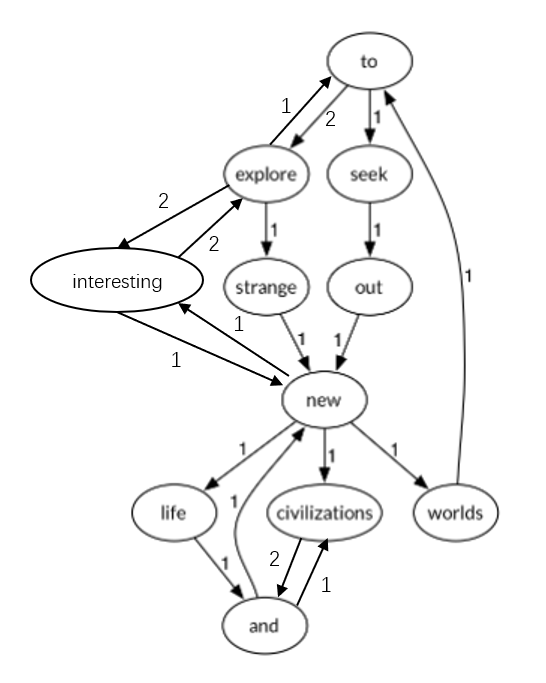 to
1
2
1
explore
seek
2
2
1
1
interesting
strange
out
1
1
1
1
1
new
1
1
1
life
civilizations
worlds
1
1
2
1
and